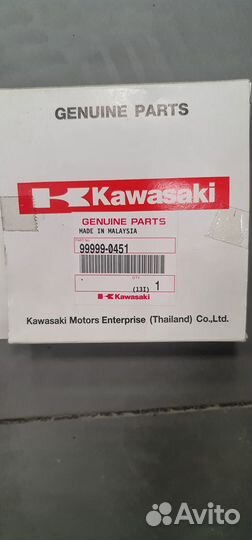 GENUINE PARTS
Kawasaki
GENUINE PARTS
MADE IN MALAYSIA
99999-0451
(13I) 1
Kawasaki
Kawasaki Motors Enterprise (Thailand) Co.,Ltd.
Avito